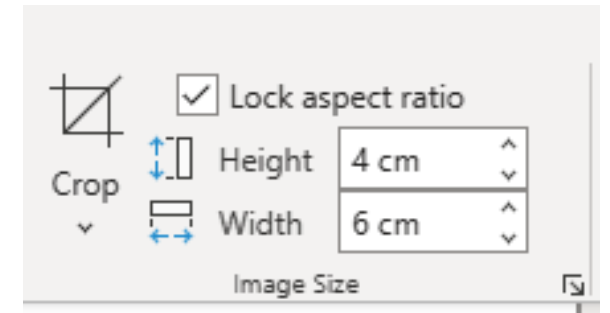 Lock aspect ratio
Crop
Height 4 cm
Width 6 cm
Image Size